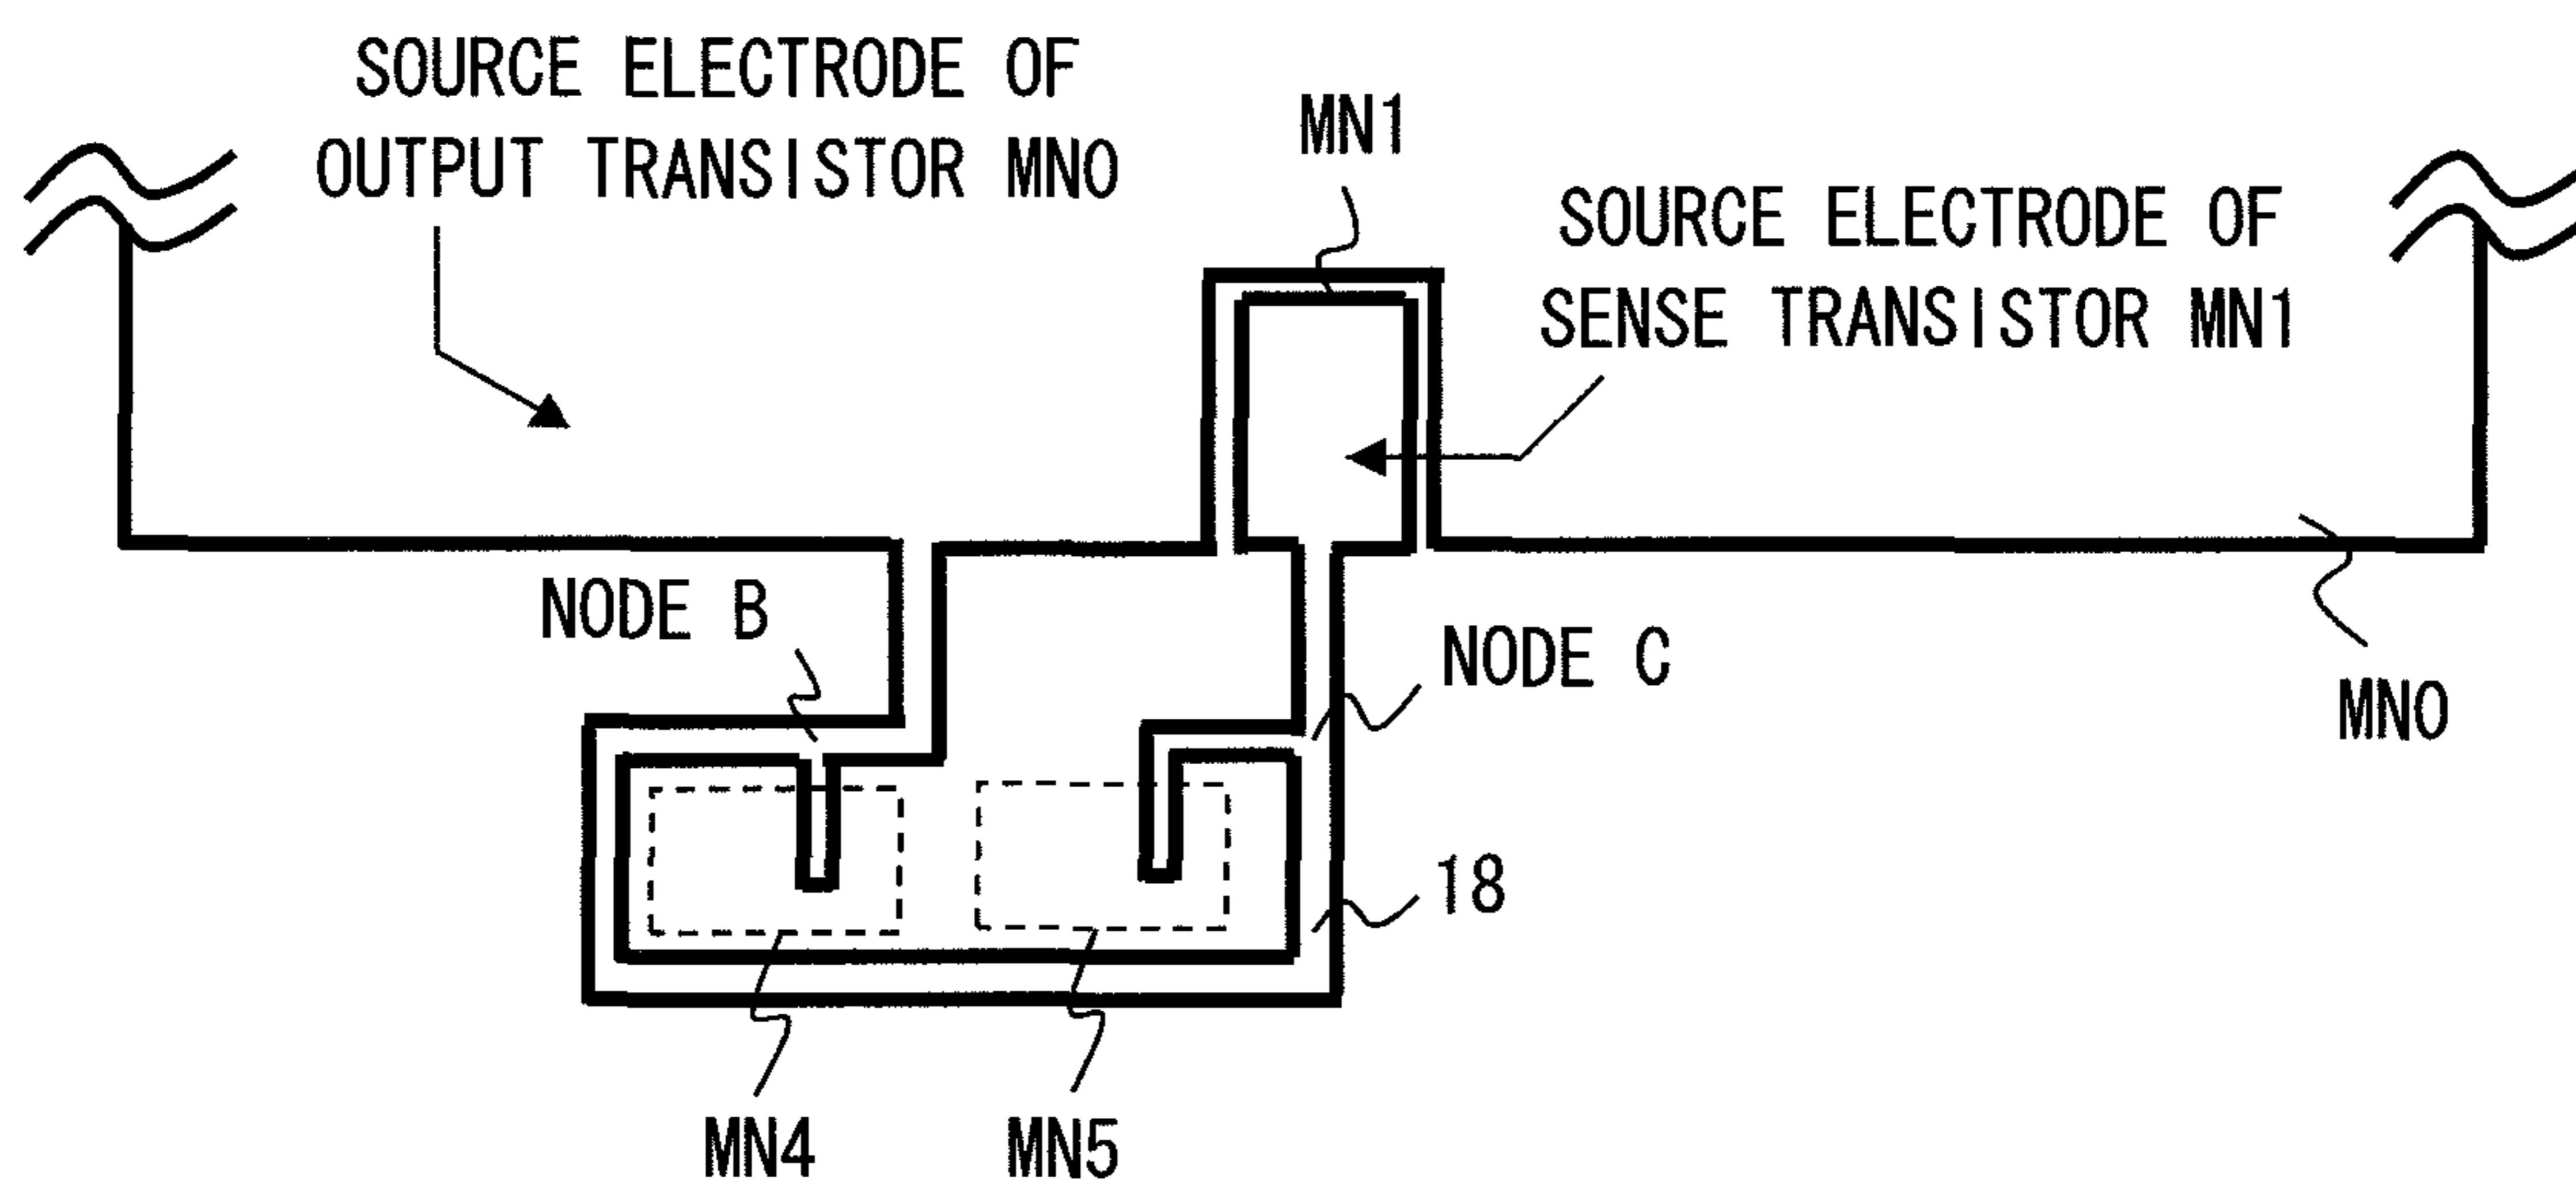 SOURCE ELECTRODE OF
OUTPUT TRANSISTOR MN0
MN1
SOURCE ELECTRODE OF
SENSE TRANSISTOR MN1
NODE B
NODE C
MN0
18
MN4
MN5